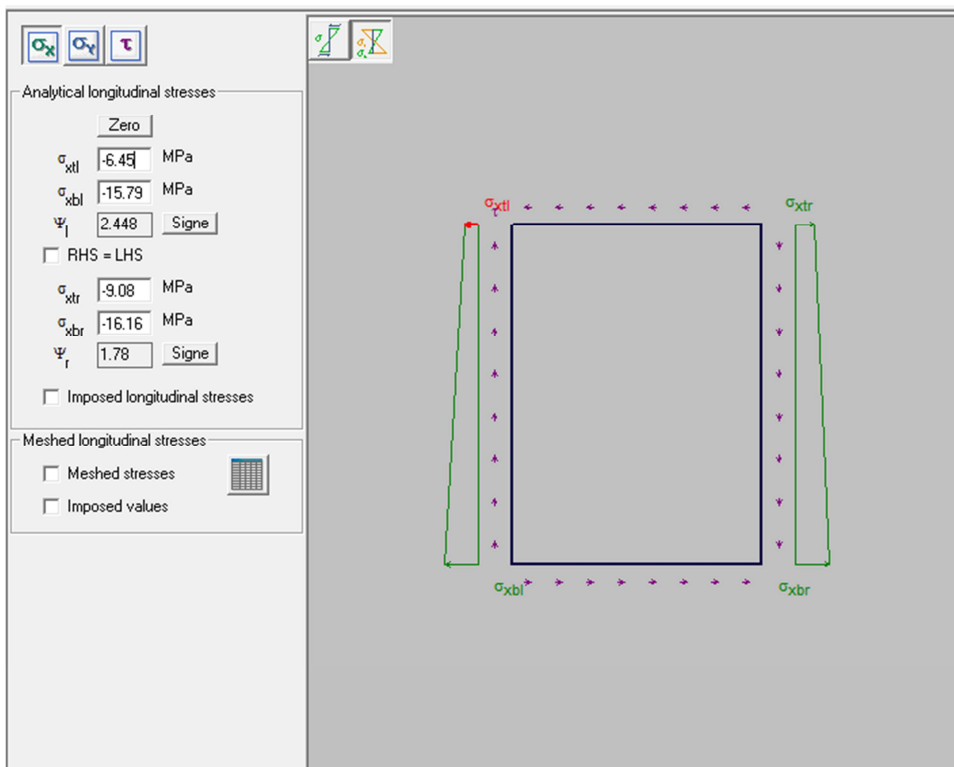 σx σY τ
Analytical longitudinal stresses
Zero
σxtl -6.45 MPa
σxbl -15.79 MPa
Ψl 2.448 Signe
RHS = LHS
σxtr -9.08 MPa
σxbr -16.16 MPa
Ψr 1.78 Signe
Imposed longitudinal stresses
Meshed longitudinal stresses
Meshed stresses
Imposed values
σxtl σxtr
τ
σxbl σxbr